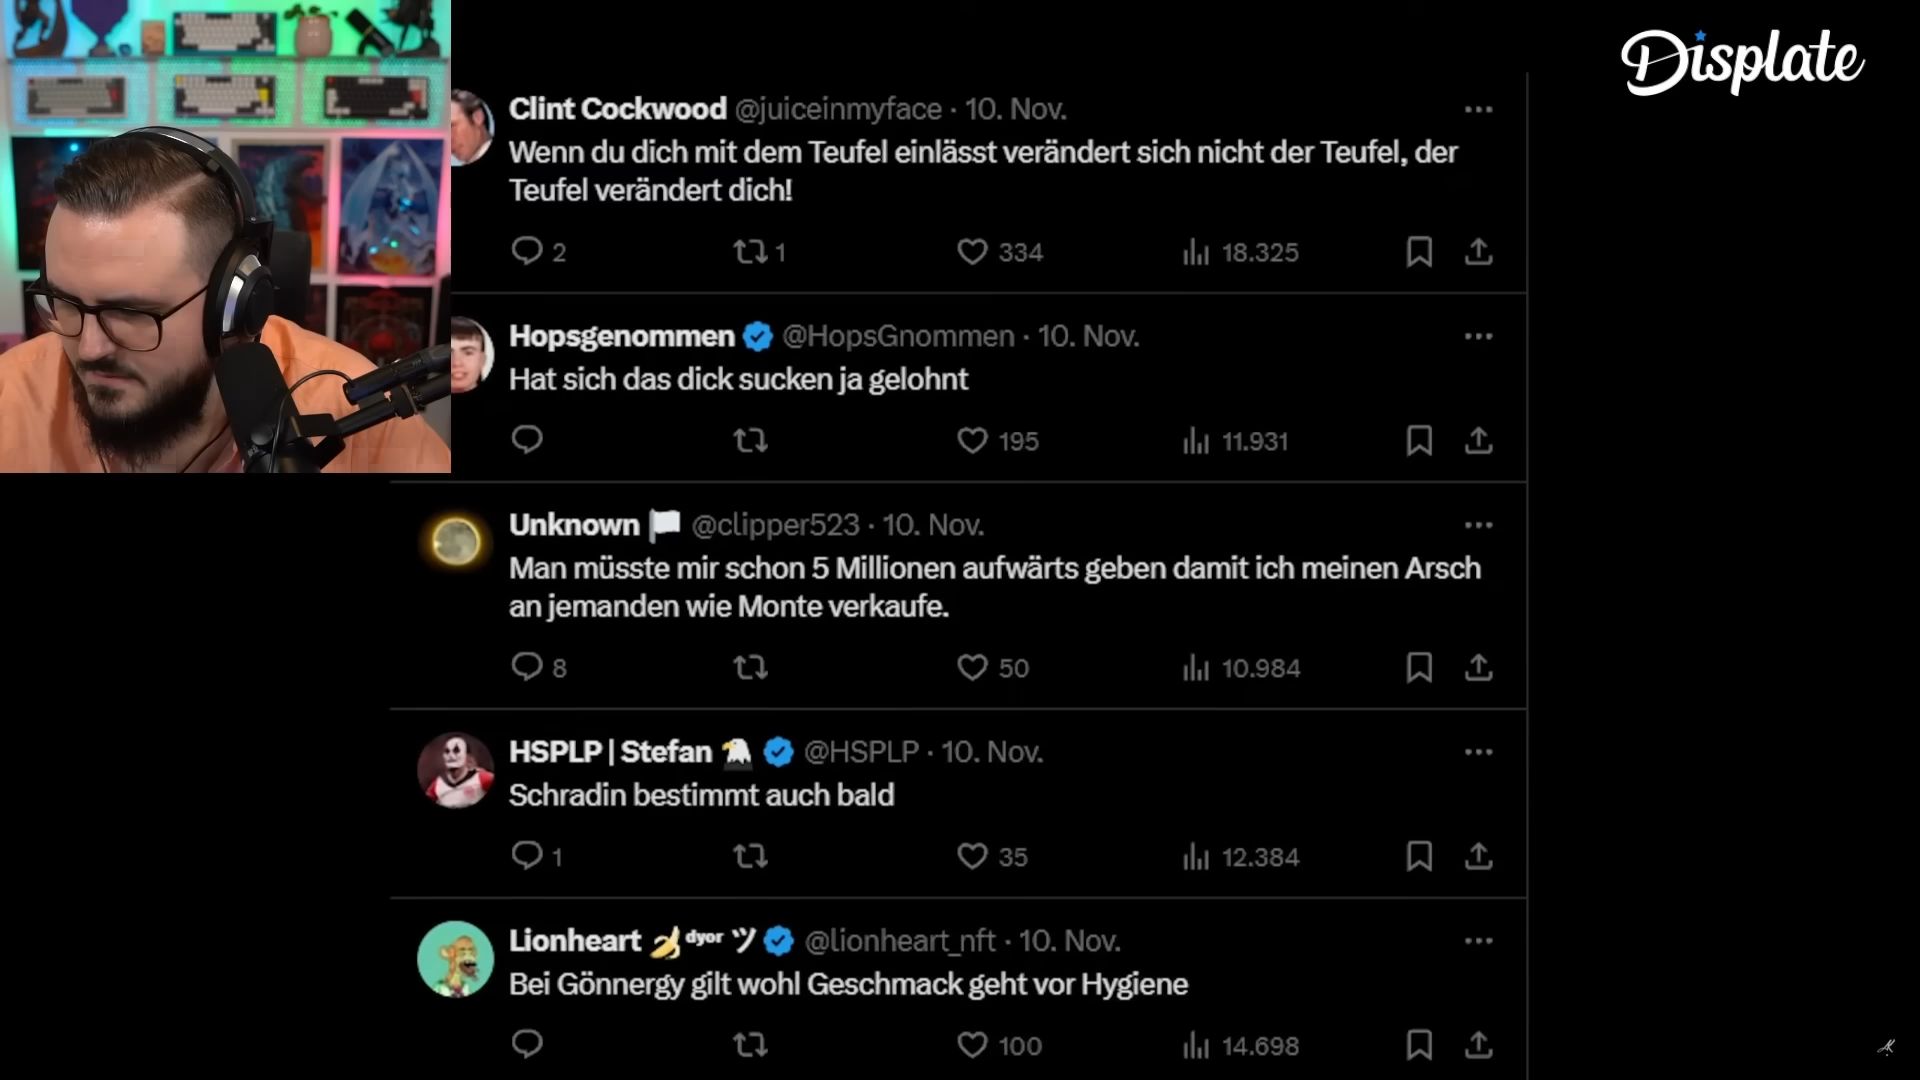 Displate
Clint Cockwood @juiceinmyface · 10. Nov.
Wenn du dich mit dem Teufel einlässt verändert sich nicht der Teufel, der
Teufel verändert dich!
2 1 334 18.325
Hopsgenommen @HopsGnommen · 10. Nov.
Hat sich das dick sucken ja gelohnt
195 11.931
Unknown 🏳 @clipper523 · 10. Nov.
Man müsste mir schon 5 Millionen aufwärts geben damit ich meinen Arsch
an jemanden wie Monte verkaufe.
8 50 10.984
HSPLP | Stefan 🦅 @HSPLP · 10. Nov.
Schradin bestimmt auch bald
1 35 12.384
Lionheart 🍌 dyor ツ @lionheart_nft · 10. Nov.
Bei Gönnergy gilt wohl Geschmack geht vor Hygiene
100 14.698